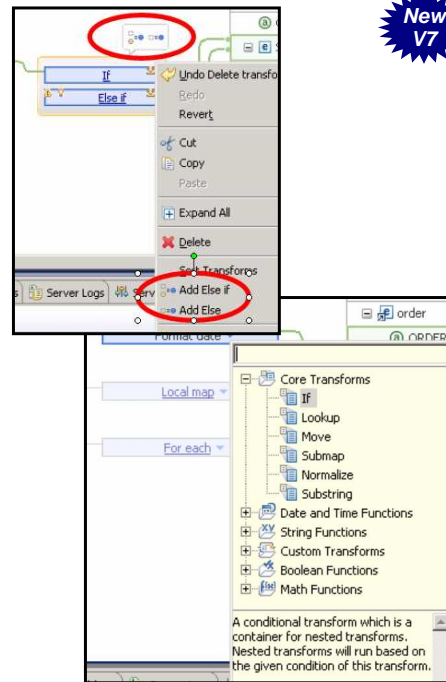 New
V7
If
Else if
Undo Delete transfo
Redo
Revert
Cut
Copy
Paste
Expand All
Delete
Sort Transforms
Add Else if
Add Else
Server Logs
Serv
order
ORDER
Format date
Local map
For each
Core Transforms
If
Lookup
Move
Submap
Normalize
Substring
Date and Time Functions
String Functions
Custom Transforms
Boolean Functions
Math Functions
A conditional transform which is a
container for nested transforms.
Nested transforms will run based on
the given condition of this transform.